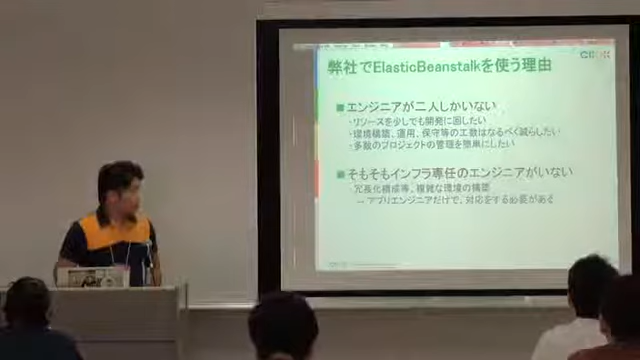 弊社でElasticBeanstalkを使う理由
■エンジニアが二人しかいない
・リソースを少しでも開発に回したい
・環境構築、運用、保守等の工数はなるべく減らしたい
・多数のプロジェクトの管理を簡単にしたい
■そもそもインフラ専任のエンジニアがいない
・冗長化構成等、複雑な環境の構築
→ アプリエンジニアだけで、対応をする必要がある